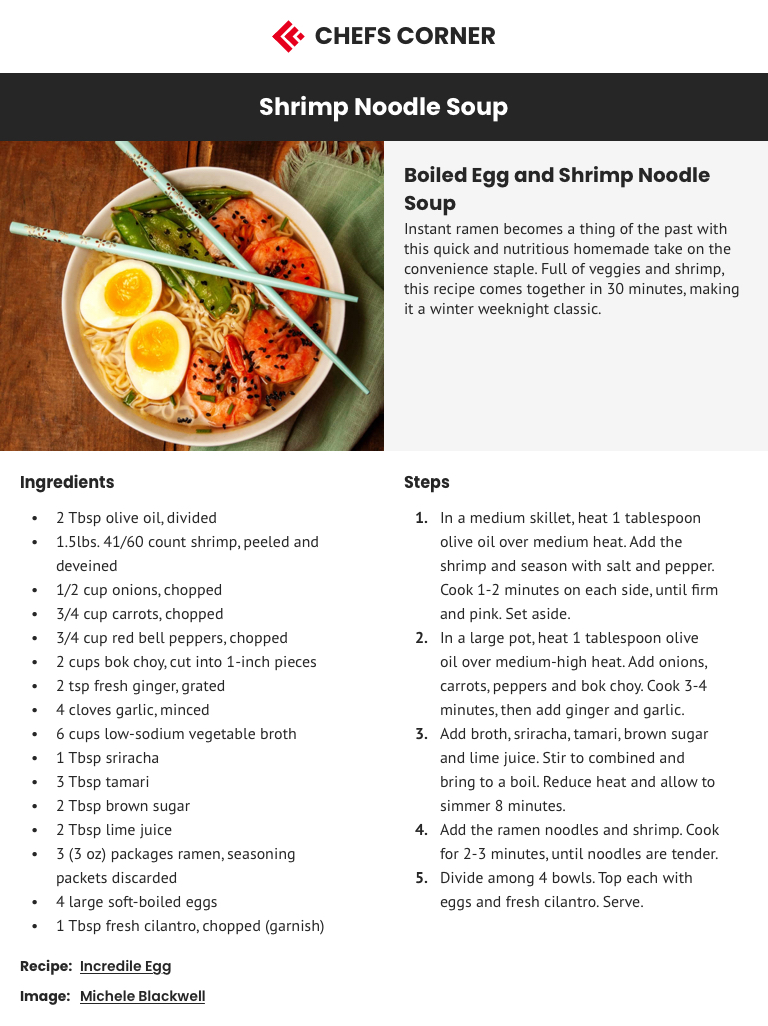 CHEFS CORNER
Shrimp Noodle Soup
Boiled Egg and Shrimp Noodle
Soup
Instant ramen becomes a thing of the past with
this quick and nutritious homemade take on the
convenience staple. Full of veggies and shrimp,
this recipe comes together in 30 minutes, making
it a winter weeknight classic.
Ingredients
• 2 Tbsp olive oil, divided
• 1.5lbs. 41/60 count shrimp, peeled and
deveined
• 1/2 cup onions, chopped
• 3/4 cup carrots, chopped
• 3/4 cup red bell peppers, chopped
• 2 cups bok choy, cut into 1-inch pieces
• 2 tsp fresh ginger, grated
• 4 cloves garlic, minced
• 6 cups low-sodium vegetable broth
• 1 Tbsp sriracha
• 3 Tbsp tamari
• 2 Tbsp brown sugar
• 2 Tbsp lime juice
• 3 (3 oz) packages ramen, seasoning
packets discarded
• 4 large soft-boiled eggs
• 1 Tbsp fresh cilantro, chopped (garnish)
Steps
1. In a medium skillet, heat 1 tablespoon
olive oil over medium heat. Add the
shrimp and season with salt and pepper.
Cook 1-2 minutes on each side, until firm
and pink. Set aside.
2. In a large pot, heat 1 tablespoon olive
oil over medium-high heat. Add onions,
carrots, peppers and bok choy. Cook 3-4
minutes, then add ginger and garlic.
3. Add broth, sriracha, tamari, brown sugar
and lime juice. Stir to combined and
bring to a boil. Reduce heat and allow to
simmer 8 minutes.
4. Add the ramen noodles and shrimp. Cook
for 2-3 minutes, until noodles are tender.
5. Divide among 4 bowls. Top each with
eggs and fresh cilantro. Serve.
Recipe: Incredile Egg
Image: Michele Blackwell